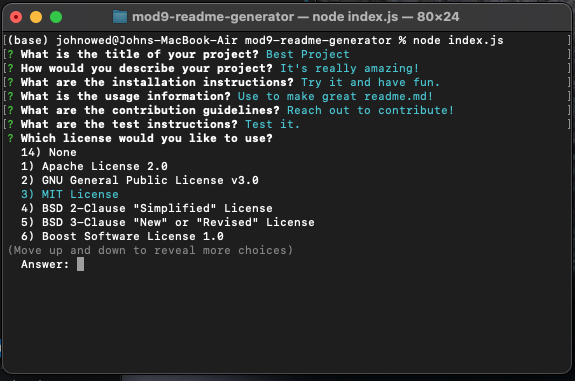 mod9-readme-generator — node index.js — 80×24
[(base) johnowed@Johns-MacBook-Air mod9-readme-generator % node index.js ]
[? What is the title of your project? Best Project ]
[? How would you describe your project? It's really amazing! ]
[? What are the installation instructions? Try it and have fun. ]
[? What is the usage information? Use to make great readme.md! ]
[? What are the contribution guidelines? Reach out to contribute! ]
[? What are the test instructions? Test it. ]
? Which license would you like to use?
14) None
1) Apache License 2.0
2) GNU General Public License v3.0
3) MIT License
4) BSD 2-Clause "Simplified" License
5) BSD 3-Clause "New" or "Revised" License
6) Boost Software License 1.0
(Move up and down to reveal more choices)
Answer: